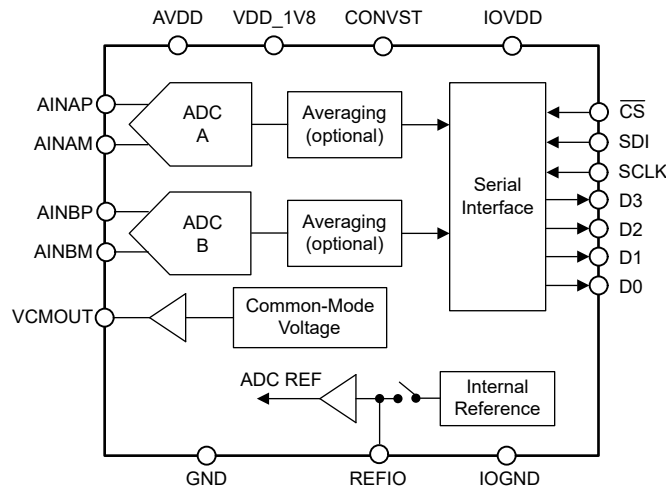 AVDD
VDD_1V8
CONVST
IOVDD
AINAP
AINAM
ADC
A
Averaging
(optional)
AINBP
AINBM
ADC
B
Averaging
(optional)
Serial
Interface
CS
SDI
SCLK
D3
D2
D1
D0
VCMOUT
Common-Mode
Voltage
ADC REF
Internal
Reference
GND
REFIO
IOGND